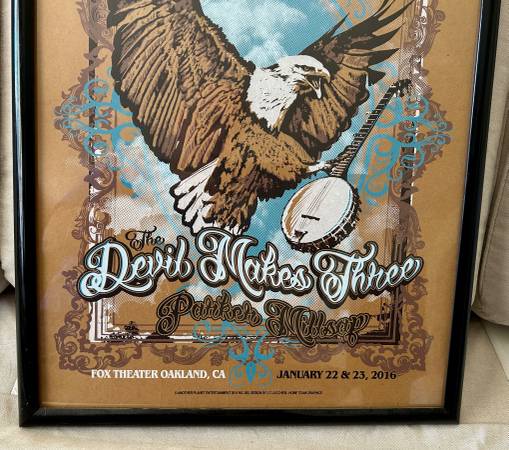 The
Devil Makes Three
Parker Millsap
FOX THEATER OAKLAND, CA JANUARY 22 & 23, 2016